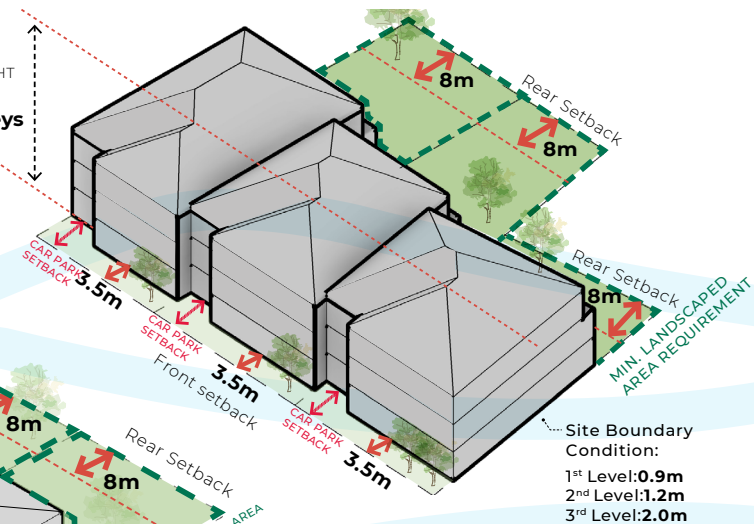 HT
ys
8m
Rear Setback
8m
CAR PARK
SETBACK
3.5m
CAR PARK
SETBACK
3.5m
Front setback
CAR PARK
SETBACK
3.5m
Rear Setback
8m
MIN. LANDSCAPED
AREA REQUIREMENT
Site Boundary
Condition:
1st Level:0.9m
2nd Level:1.2m
3rd Level:2.0m
8m
Rear Setback
8m
AREA